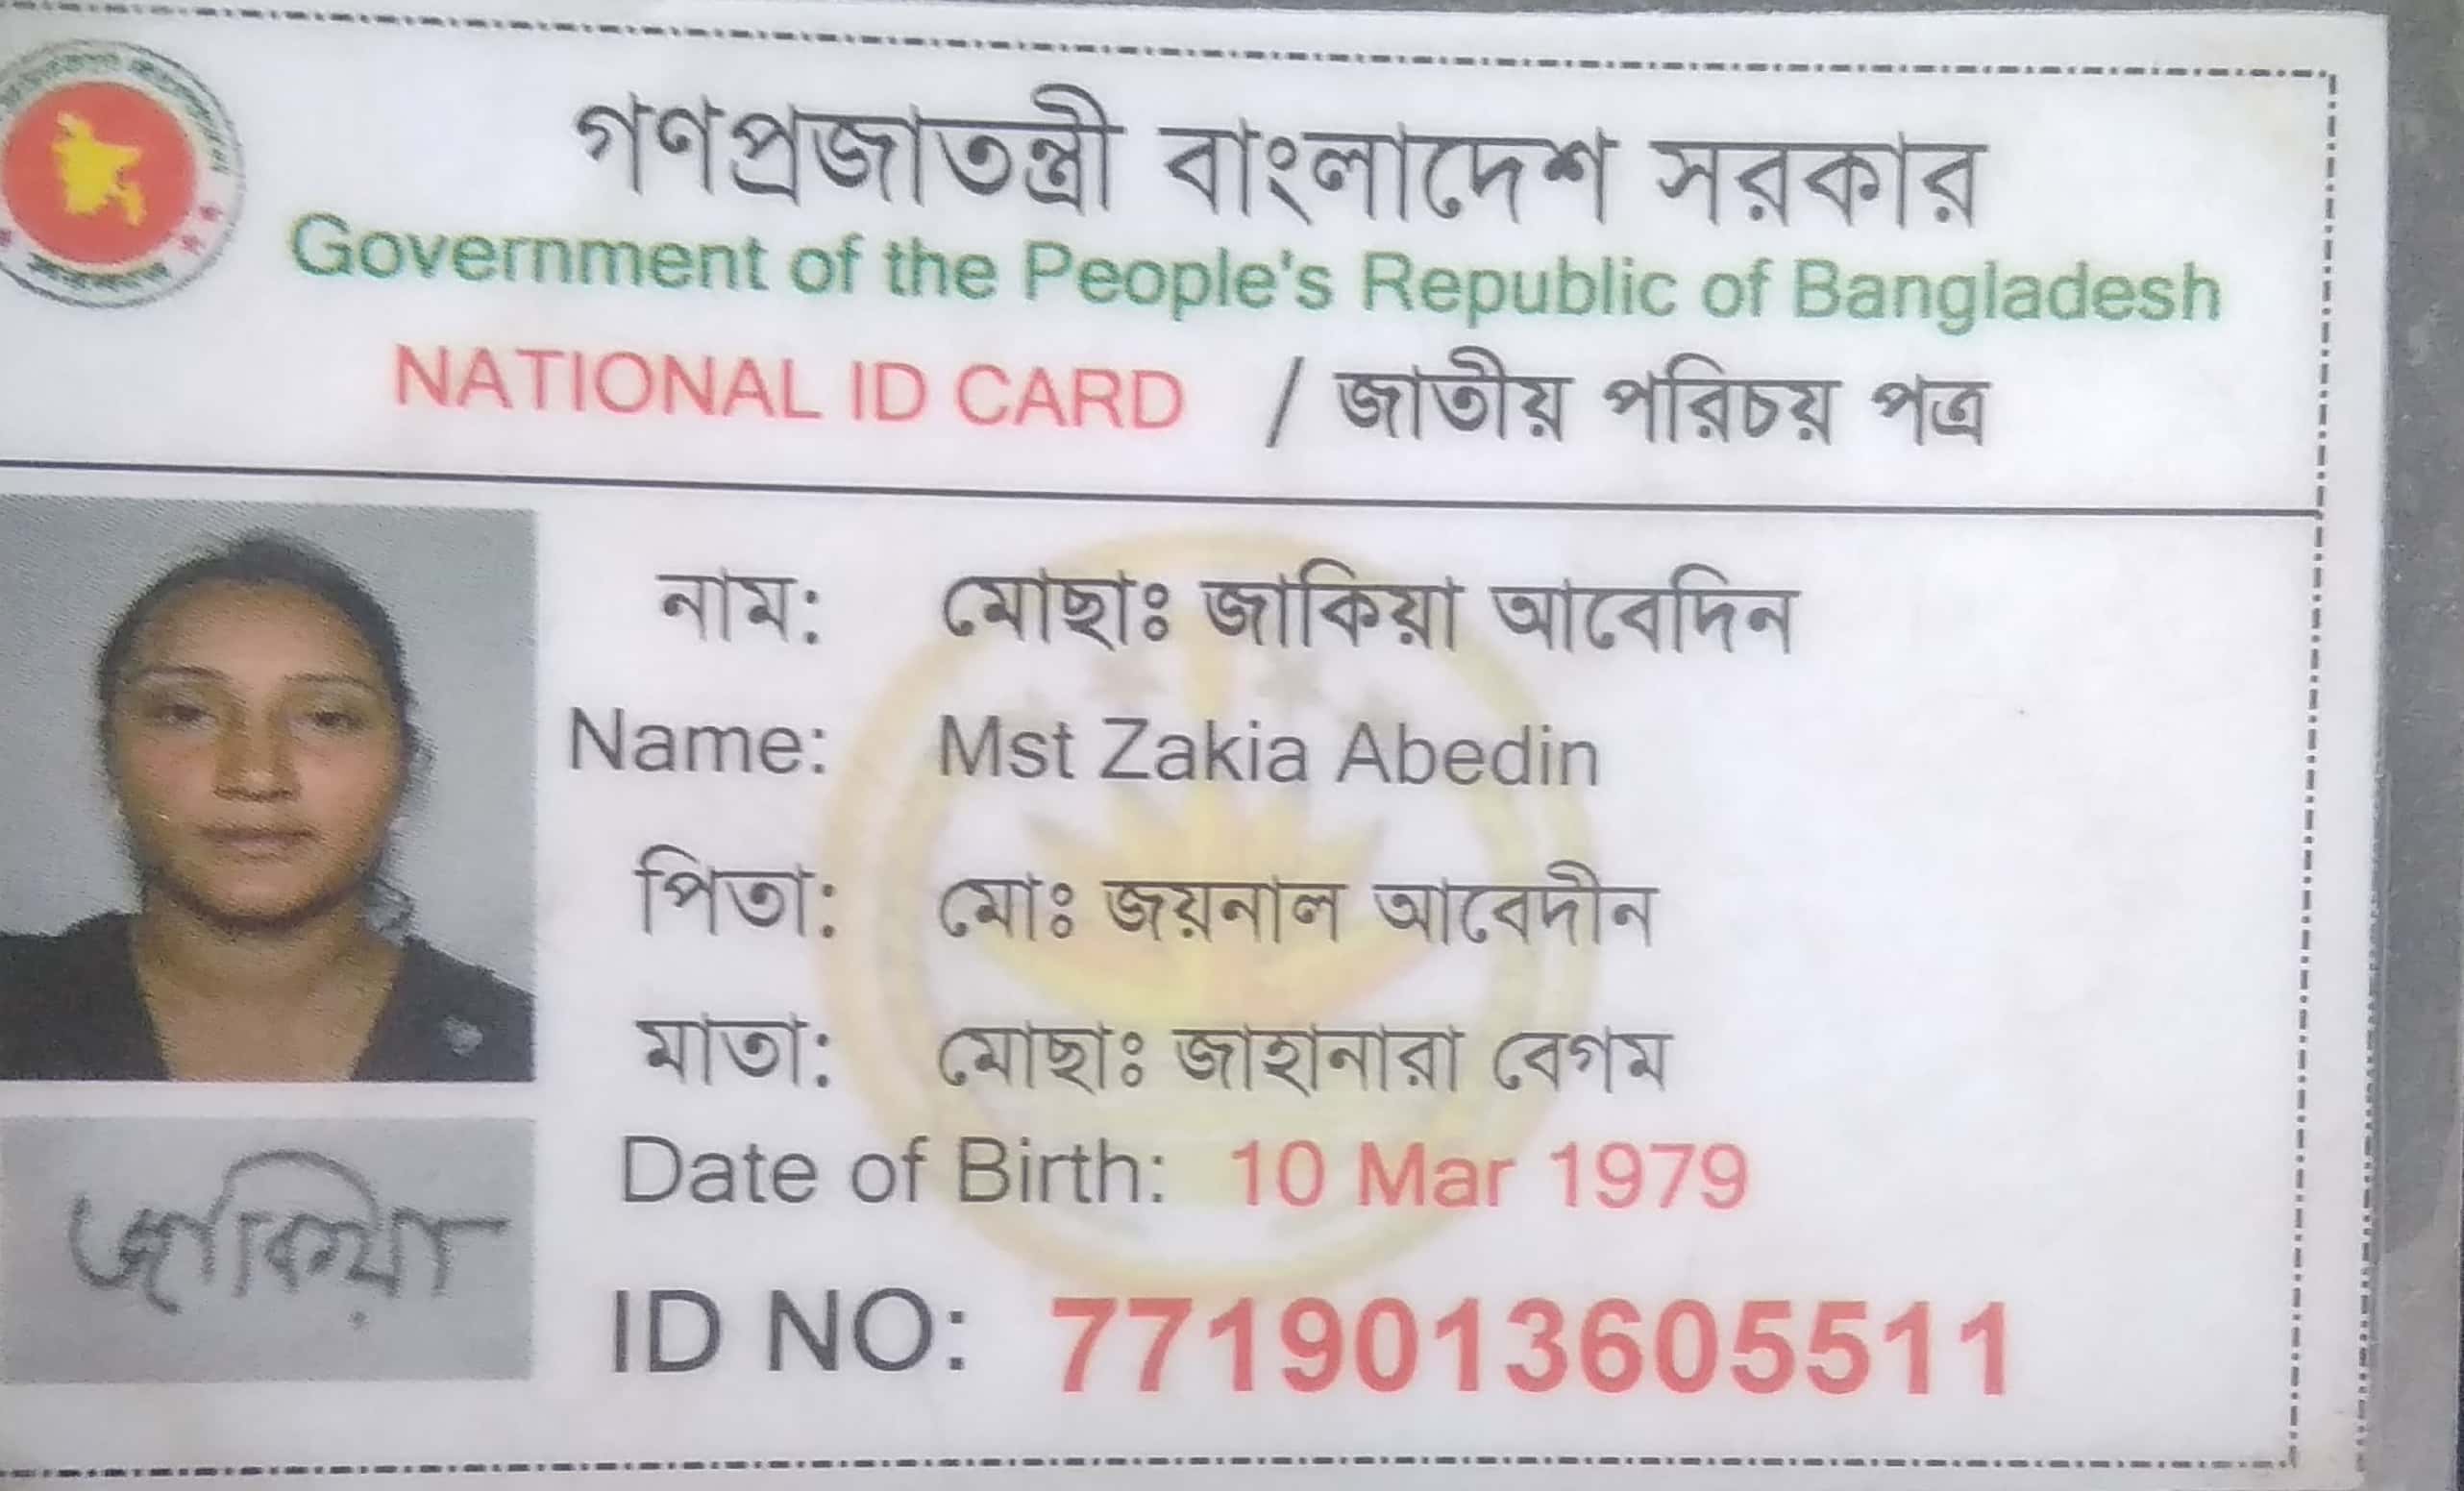 গণপ্রজাতন্ত্রী বাংলাদেশ সরকার
Government of the People's Republic of Bangladesh
NATIONAL ID CARD / জাতীয় পরিচয় পত্র
নাম: মোছাঃ জাকিয়া আবেদিন
Name: Mst Zakia Abedin
পিতা: মোঃ জয়নাল আবেদীন
মাতা: মোছাঃ জাহানারা বেগম
Date of Birth: 10 Mar 1979
জাকিয়া
ID NO: 7719013605511